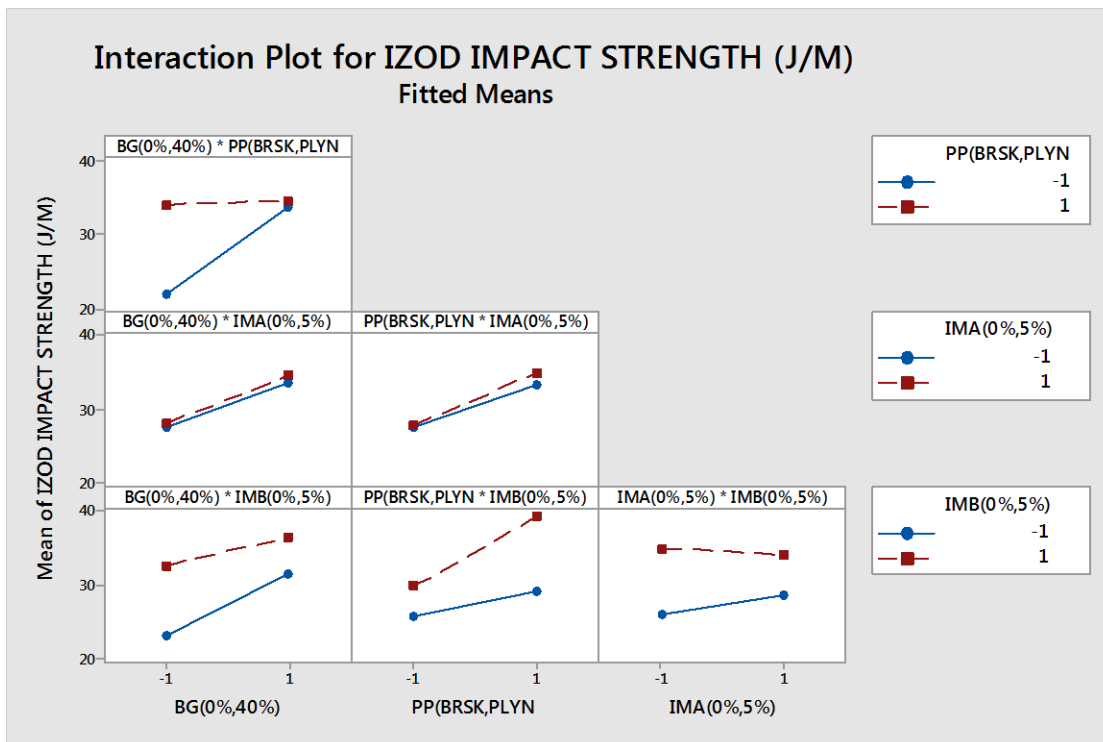 Interaction Plot for IZOD IMPACT STRENGTH (J/M)
Fitted Means
Mean of IZOD IMPACT STRENGTH (J/M)
BG(0%,40%) * PP(BRSK,PLYN
40
30
20
BG(0%,40%) * IMA(0%,5%)
PP(BRSK,PLYN * IMA(0%,5%)
40
30
20
BG(0%,40%) * IMB(0%,5%)
PP(BRSK,PLYN * IMB(0%,5%)
IMA(0%,5%) * IMB(0%,5%)
40
30
20
-1
1
-1
1
-1
1
BG(0%,40%)
PP(BRSK,PLYN
IMA(0%,5%)
PP(BRSK,PLYN
-1
1
IMA(0%,5%)
-1
1
IMB(0%,5%)
-1
1